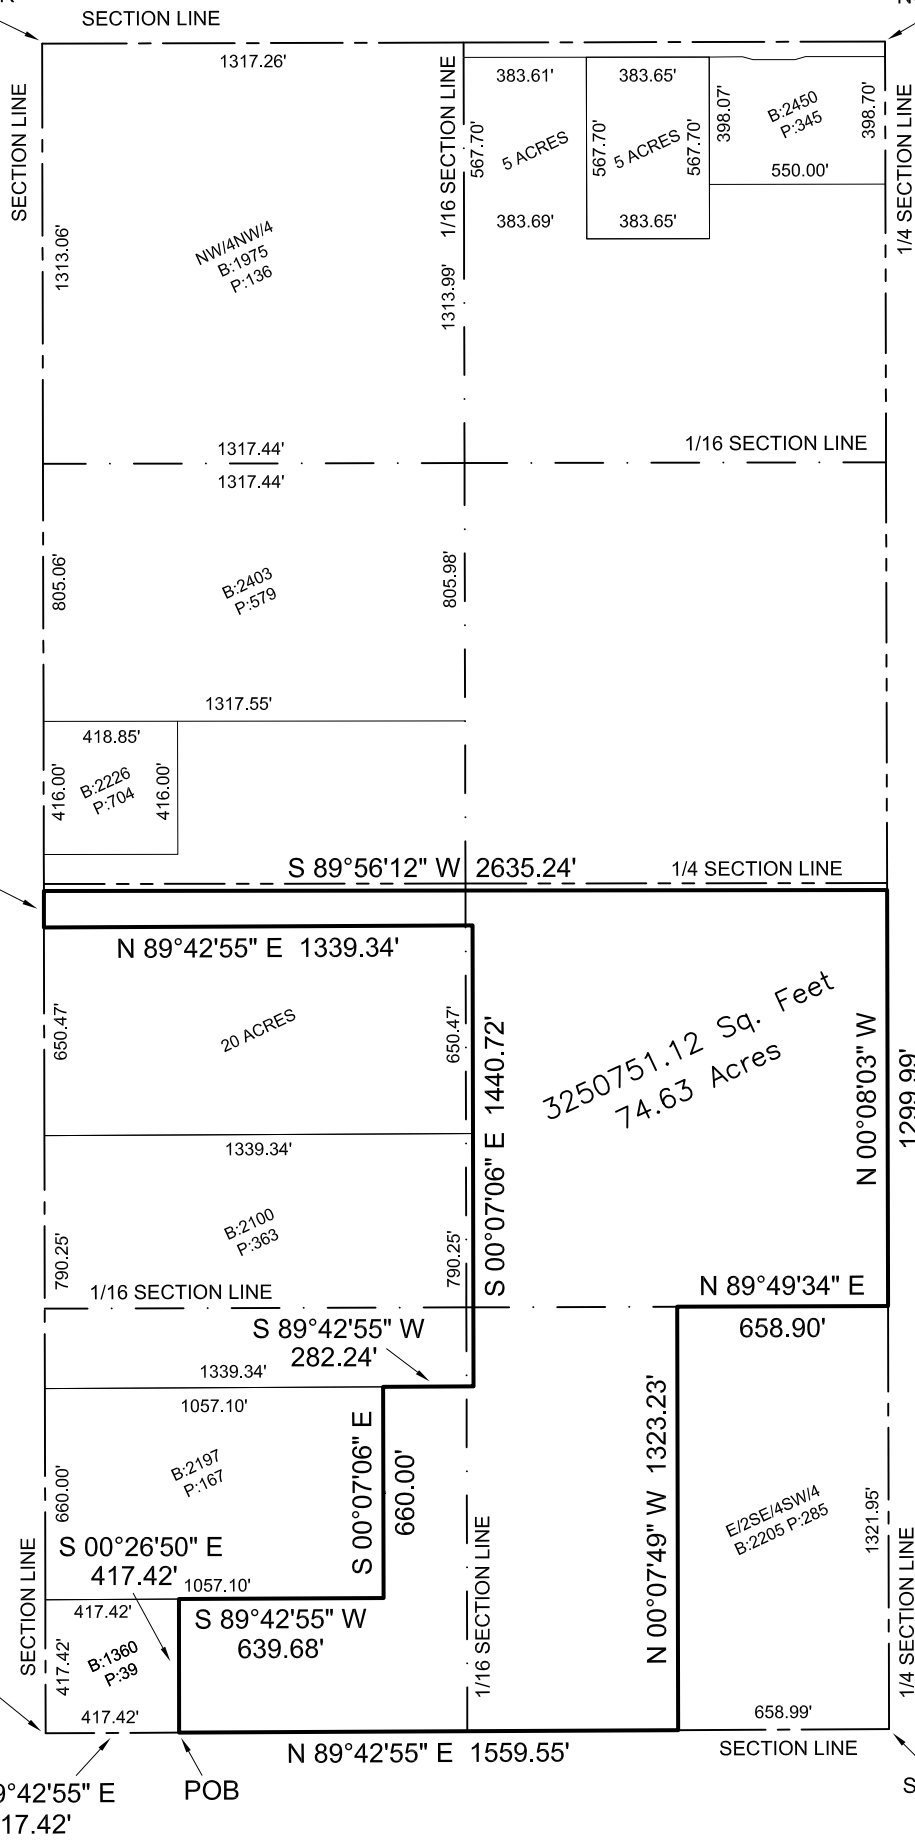 SECTION LINE
SECTION LINE
1317.26'
1/16 SECTION LINE
383.61'
383.65'
398.07'
B:2450
P:345
398.70'
1/4 SECTION LINE
567.70'
5 ACRES
567.70'
5 ACRES
567.70'
550.00'
383.69'
383.65'
1313.06'
NW/4NW/4
B:1975
P:136
1313.99'
1317.44'
1/16 SECTION LINE
1317.44'
805.06'
B:2403
P:579
805.98'
1317.55'
418.85'
416.00'
B:2226
P:704
416.00'
S 89°56'12" W 2635.24'
1/4 SECTION LINE
N 89°42'55" E 1339.34'
650.47'
20 ACRES
650.47'
S 00°07'06" E 1440.72'
3250751.12 Sq. Feet
74.63 Acres
N 00°08'03" W
1299.99'
1339.34'
790.25'
B:2100
P:363
790.25'
1/16 SECTION LINE
N 89°49'34" E
658.90'
S 89°42'55" W
282.24'
1339.34'
1057.10'
660.00'
B:2197
P:167
S 00°07'06" E
660.00'
N 00°07'49" W 1323.23'
E/2SE/4SW/4
B:2205 P:285
1321.95'
SECTION LINE
S 00°26'50" E
417.42'
1057.10'
417.42'
S 89°42'55" W
639.68'
1/16 SECTION LINE
1/4 SECTION LINE
417.42'
B:1360
P:39
417.42'
658.99'
N 89°42'55" E 1559.55'
SECTION LINE
9°42'55" E
17.42'
POB
S